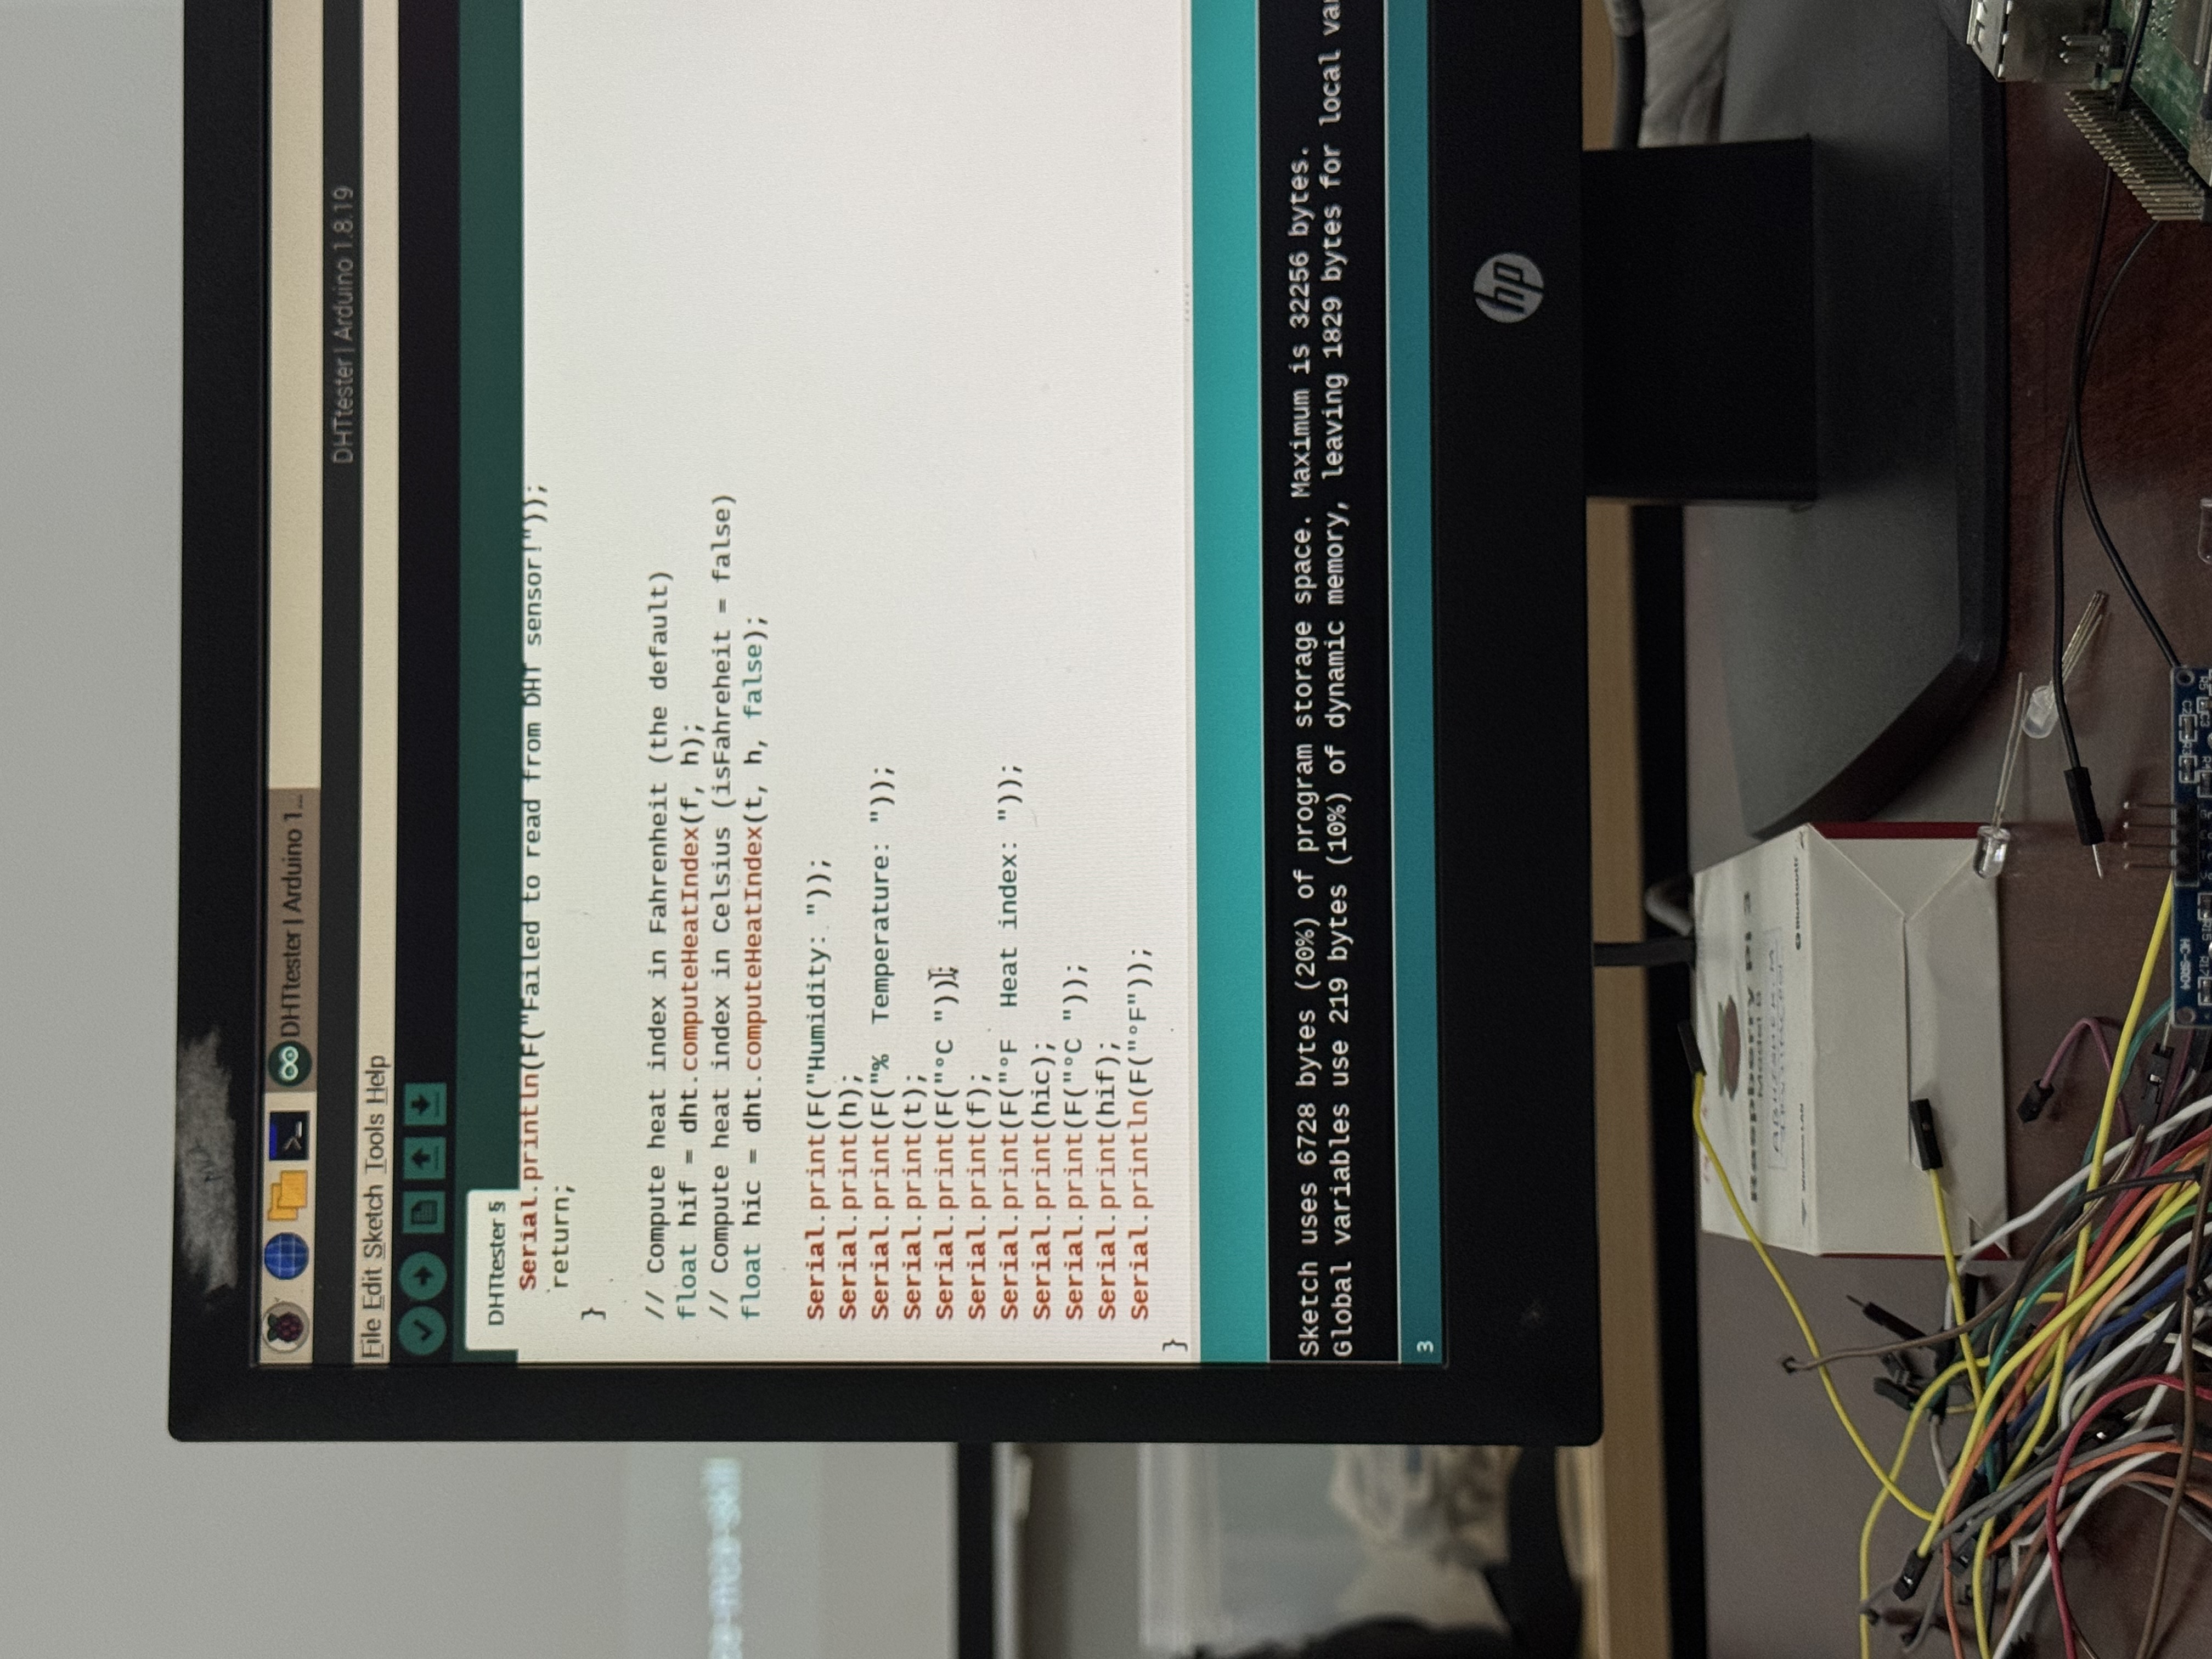 DHTtester | Arduino 1...
DHTtester | Arduino 1.8.19
File Edit Sketch Tools Help
DHTtester §
Serial.println(F("Failed to read from DHT sensor!"));
return;
}
// Compute heat index in Fahrenheit (the default)
float hif = dht.computeHeatIndex(f, h);
// Compute heat index in Celsius (isFahreheit = false)
float hic = dht.computeHeatIndex(t, h, false);
Serial.print(F("Humidity: "));
Serial.print(h);
Serial.print(F("%  Temperature: "));
Serial.print(t);
Serial.print(F("°C "));
Serial.print(f);
Serial.print(F("°F  Heat index: "));
Serial.print(hic);
Serial.print(F("°C "));
Serial.print(hif);
Serial.println(F("°F"));
}
Sketch uses 6728 bytes (20%) of program storage space. Maximum is 32256 bytes.
Global variables use 219 bytes (10%) of dynamic memory, leaving 1829 bytes for local va
3
hp
Raspberry Pi 3
Model B
ABHISHEK.M
Wireless LAN
Bluetooth
HC-SR04